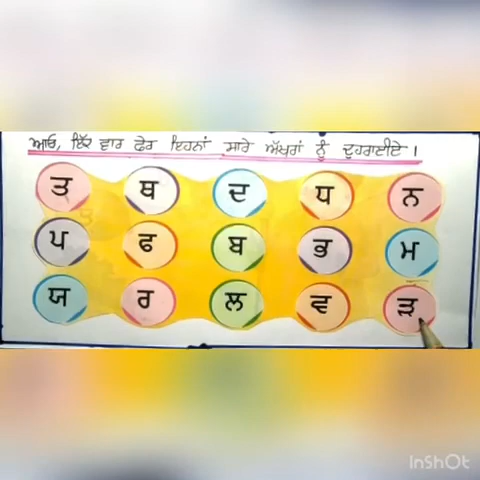 ਆਓ, ਇੱਕ ਵਾਰ ਫੇਰ ਇਹਨਾਂ ਸਾਰੇ ਅੱਖਰਾਂ ਨੂੰ ਦੁਹਰਾਈਏ ।
ਤ ਥ ਦ ਧ ਨ
ਪ ਫ ਬ ਭ ਮ
ਯ ਰ ਲ ਵ ੜ
InShOt